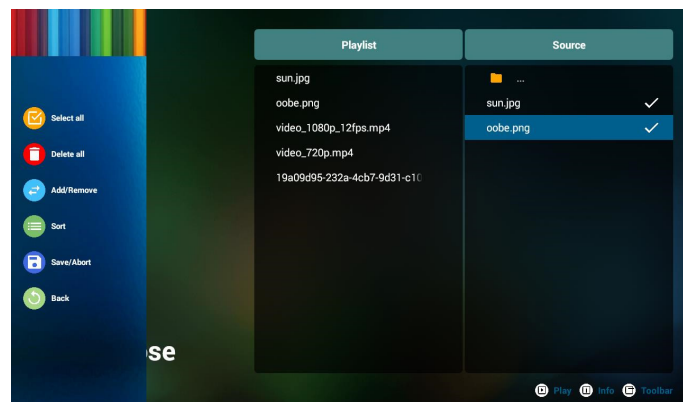 Select all
Delete all
Add/Remove
Sort
Save/Abort
Back
se
Playlist
sun.jpg
oobe.png
video_1080p_12fps.mp4
video_720p.mp4
19a09d95-232a-4cb7-9d31-c10
Source
...
sun.jpg
oobe.png
Play Info Toolbar